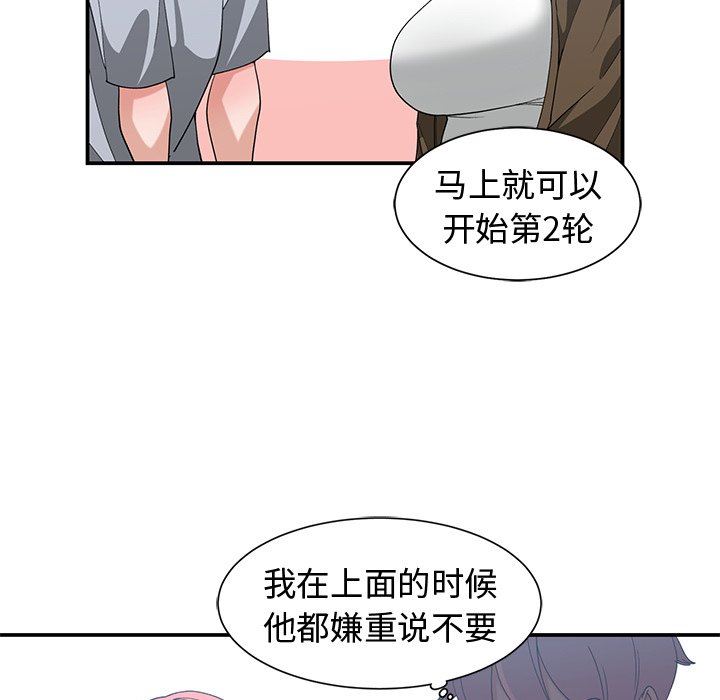 马上就可以
开始第2轮
我在上面的时候
他都嫌重说不要